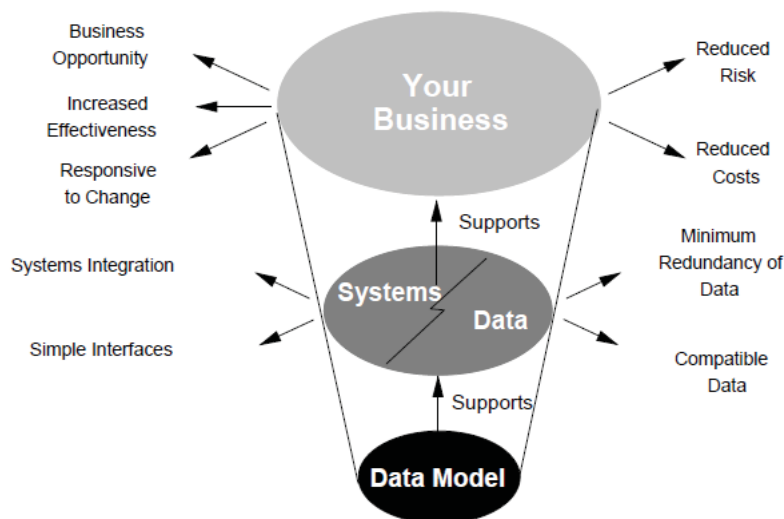 Business
Opportunity
Increased
Effectiveness
Responsive
to Change
Your
Business
Reduced
Risk
Reduced
Costs
Supports
Systems Integration
Simple Interfaces
Systems
Data
Minimum
Redundancy of
Data
Compatible
Data
Supports
Data Model